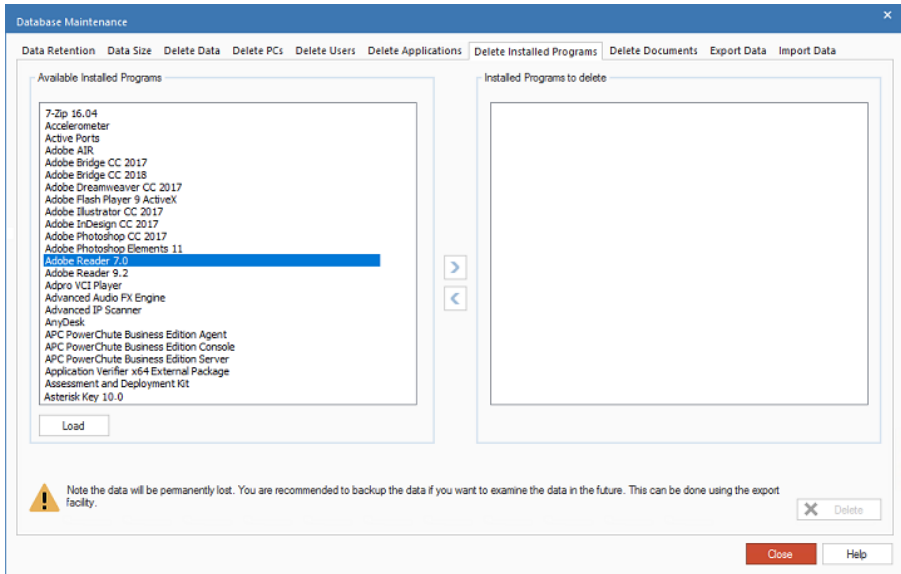 Database Maintenance
Data Retention Data Size Delete Data Delete PCs Delete Users Delete Applications Delete Installed Programs Delete Documents Export Data Import Data
Available Installed Programs
7-Zip 16.04
Accelerometer
Active Ports
Adobe AIR
Adobe Bridge CC 2017
Adobe Bridge CC 2018
Adobe Dreamweaver CC 2017
Adobe Flash Player 9 ActiveX
Adobe Illustrator CC 2017
Adobe InDesign CC 2017
Adobe Photoshop CC 2017
Adobe Photoshop Elements 11
Adobe Reader 7.0
Adobe Reader 9.2
Adpro VCI Player
Advanced Audio FX Engine
Advanced IP Scanner
AnyDesk
APC PowerChute Business Edition Agent
APC PowerChute Business Edition Console
APC PowerChute Business Edition Server
Application Verifier x64 External Package
Assessment and Deployment Kit
Asterisk Key 10.0
Load
Installed Programs to delete
Note the data will be permanently lost. You are recommended to backup the data if you want to examine the data in the future. This can be done using the export
facility.
Delete
Close Help